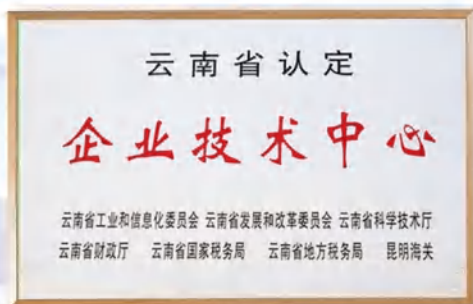 云南省认定
企业技术中心
云南省工业和信息化委员会 云南省发展和改革委员会 云南省科学技术厅
云南省财政厅 云南省国家税务局 云南省地方税务局 昆明海关